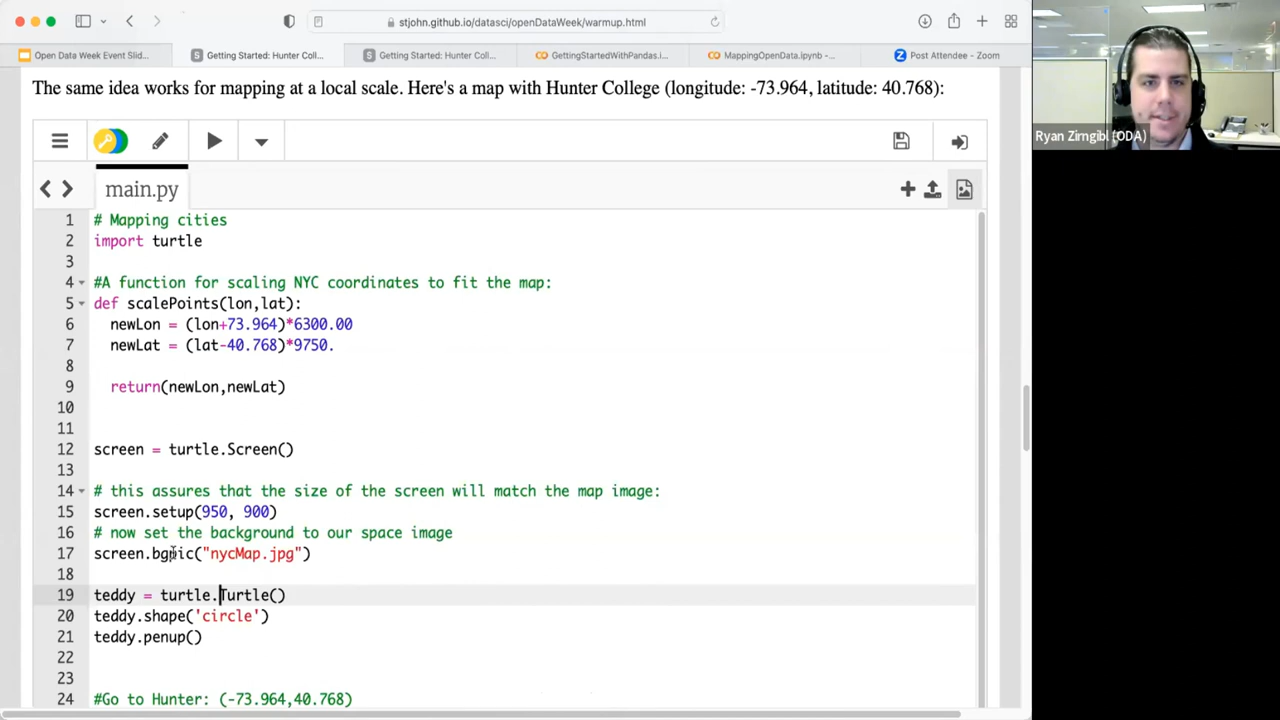 stjohn.github.io/datasci/openDataWeek/warmup.html
Open Data Week Event Slid...
Getting Started: Hunter Coll...
Getting Started: Hunter Coll...
GettingStartedWithPandas.i...
MappingOpenData.ipynb –...
Post Attendee - Zoom
The same idea works for mapping at a local scale. Here's a map with Hunter College (longitude: -73.964, latitude: 40.768):
Ryan Zirngibl (ODA)
main.py
1 # Mapping cities
2 import turtle
3
4 #A function for scaling NYC coordinates to fit the map:
5 def scalePoints(lon,lat):
6 newLon = (lon+73.964)*6300.00
7 newLat = (lat-40.768)*9750.
8
9 return(newLon,newLat)
10
11
12 screen = turtle.Screen()
13
14 # this assures that the size of the screen will match the map image:
15 screen.setup(950, 900)
16 # now set the background to our space image
17 screen.bgpic("nycMap.jpg")
18
19 teddy = turtle.Turtle()
20 teddy.shape('circle')
21 teddy.penup()
22
23
24 #Go to Hunter: (-73.964,40.768)